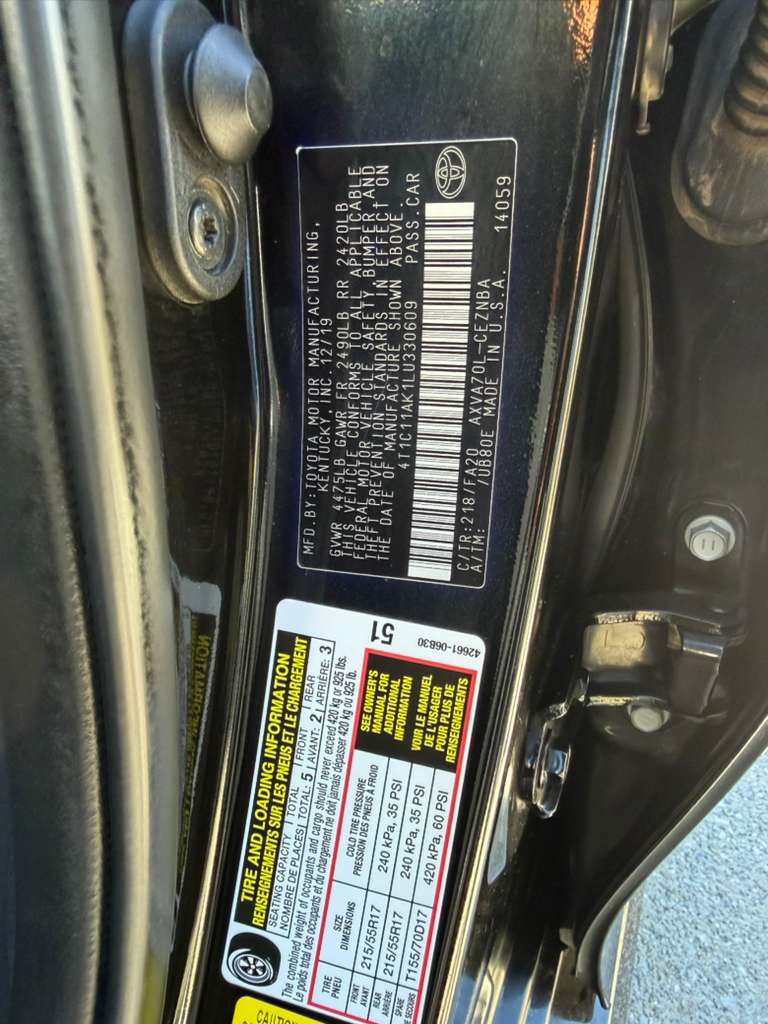 MFD.BY:TOYOTA MOTOR MANUFACTURING,
KENTUCKY, INC. 12/19
GVWR 4475LB GAWR FR 2490LB RR 2420LB
THIS VEHICLE CONFORMS TO ALL APPLICABLE
FEDERAL MOTOR VEHICLE SAFETY, BUMPER AND
THEFT PREVENTION STANDARDS IN EFFECT ON
THE DATE OF MANUFACTURE SHOWN ABOVE.
4T1C11AK1LU330609 PASS.CAR
C/TR:218/FA20 AXVA70L-CEZNBA
A/TM: /UB80E MADE IN U.S.A. 14059
TIRE AND LOADING INFORMATION
RENSEIGNEMENTS SUR LES PNEUS ET LE CHARGEMENT
SEATING CAPACITY TOTAL 5 FRONT 2 REAR 3
NOMBRE DE PLACES TOTAL: AVANT: ARRIÈRE:
The combined weight of occupants and cargo should never exceed 420 kg or 925 lbs.
Le poids total des occupants et du chargement ne doit jamais dépasser 420 kg ou 925 lb.
TIRE SIZE COLD TIRE PRESSURE
PNEU DIMENSIONS PRESSION DES PNEUS À FROID
FRONT
AVANT 215/55R17 240 kPa, 35 PSI
REAR
ARRIÈRE 215/55R17 240 kPa, 35 PSI
SPARE
DE SECOURS T155/70D17 420 kPa, 60 PSI
SEE OWNER'S
MANUAL FOR
ADDITIONAL
INFORMATION
VOIR LE MANUEL
DE L'USAGER
POUR PLUS DE
RENSEIGNEMENTS
51
42661-06B30
CAUTION